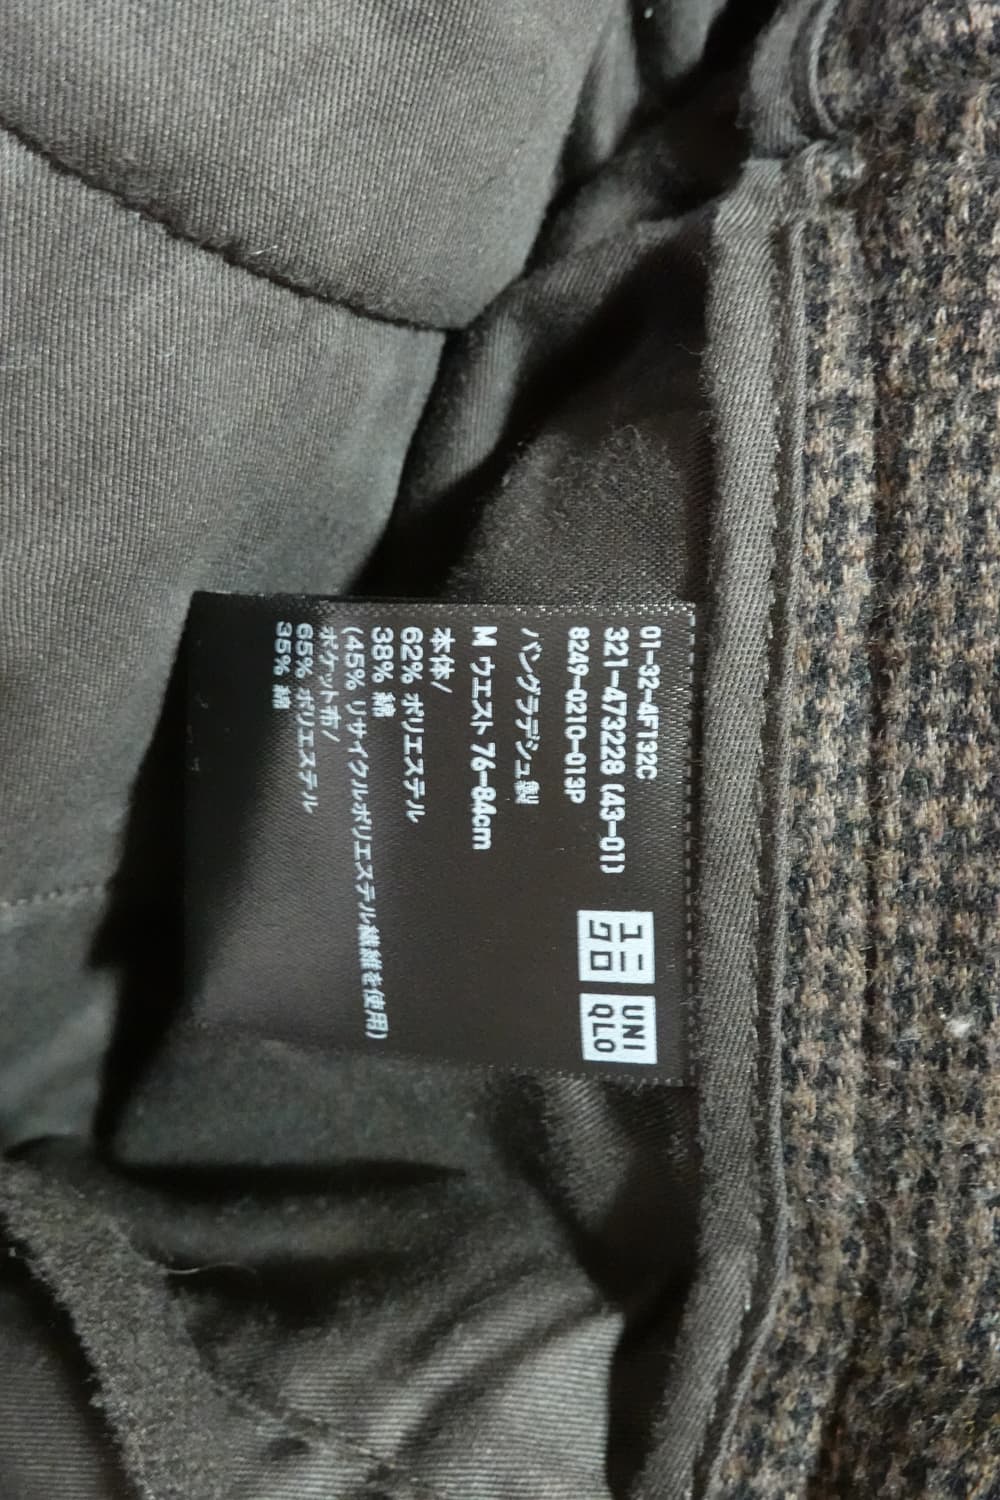 01-32-4F132C
321-473228 (43-01)
8249-0210-013P
ユニ
クロ
UNI
QLO
バングラデシュ製
M ウエスト 76-84cm
本体/
62% ポリエステル
38% 綿
(45% リサイクルポリエステル繊維を使用)
ポケット布/
65% ポリエステル
35% 綿